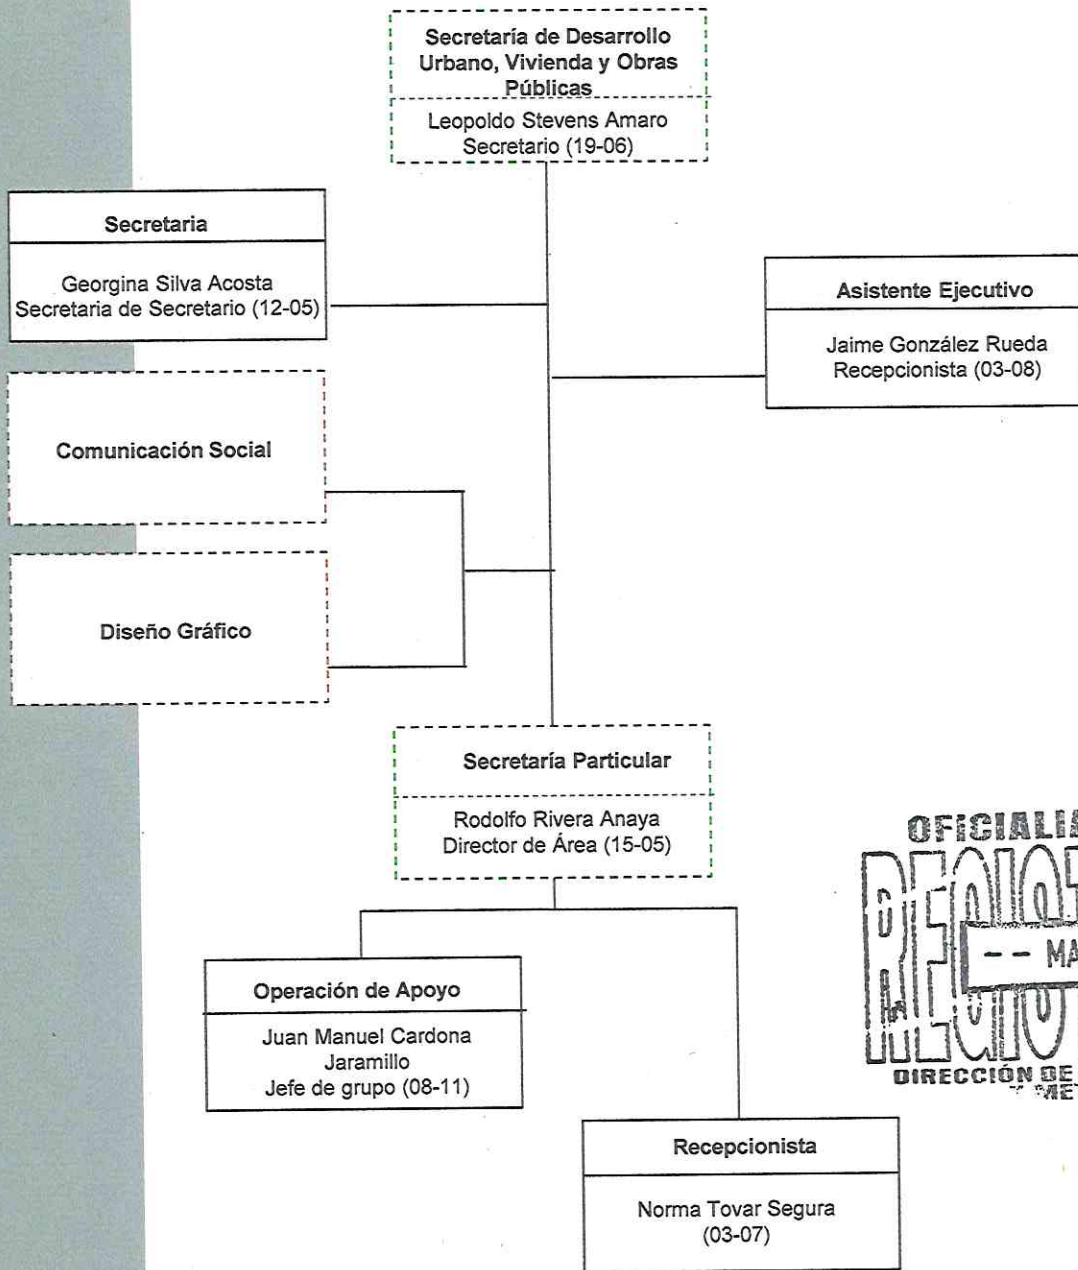 Secretaría de Desarrollo
Urbano, Vivienda y Obras
Públicas
Leopoldo Stevens Amaro
Secretario (19-06)
Secretaria
Georgina Silva Acosta
Secretaria de Secretario (12-05)
Asistente Ejecutivo
Jaime González Rueda
Recepcionista (03-08)
Comunicación Social
Diseño Gráfico
Secretaría Particular
Rodolfo Rivera Anaya
Director de Área (15-05)
Operación de Apoyo
Juan Manuel Cardona
Jaramillo
Jefe de grupo (08-11)
Recepcionista
Norma Tovar Segura
(03-07)
-- MA
DIRECCIÓN DE